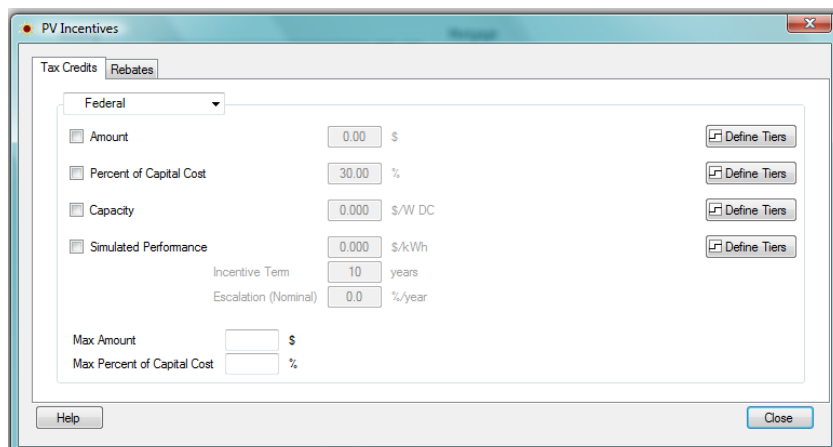 PV Incentives
Tax Credits Rebates
Federal
Amount 0.00 $ Define Tiers
Percent of Capital Cost 30.00 % Define Tiers
Capacity 0.000 $/W DC Define Tiers
Simulated Performance 0.000 $/kWh Define Tiers
Incentive Term 10 years
Escalation (Nominal) 0.0 %/year
Max Amount $
Max Percent of Capital Cost %
Help Close